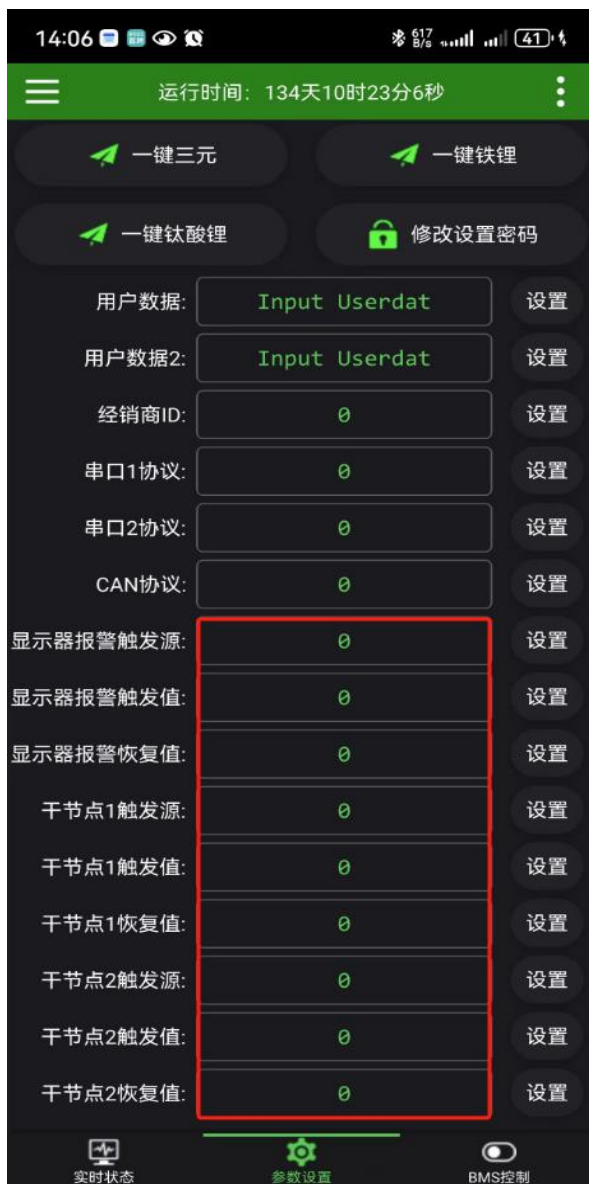 14:06 617 B/s 41
运行时间: 134天10时23分6秒
一键三元 一键铁锂
一键钛酸锂 修改设置密码
用户数据: Input Userdat 设置
用户数据2: Input Userdat 设置
经销商ID: 0 设置
串口1协议: 0 设置
串口2协议: 0 设置
CAN协议: 0 设置
显示器报警触发源: 0 设置
显示器报警触发值: 0 设置
显示器报警恢复值: 0 设置
干节点1触发源: 0 设置
干节点1触发值: 0 设置
干节点1恢复值: 0 设置
干节点2触发源: 0 设置
干节点2触发值: 0 设置
干节点2恢复值: 0 设置
实时状态 参数设置 BMS控制